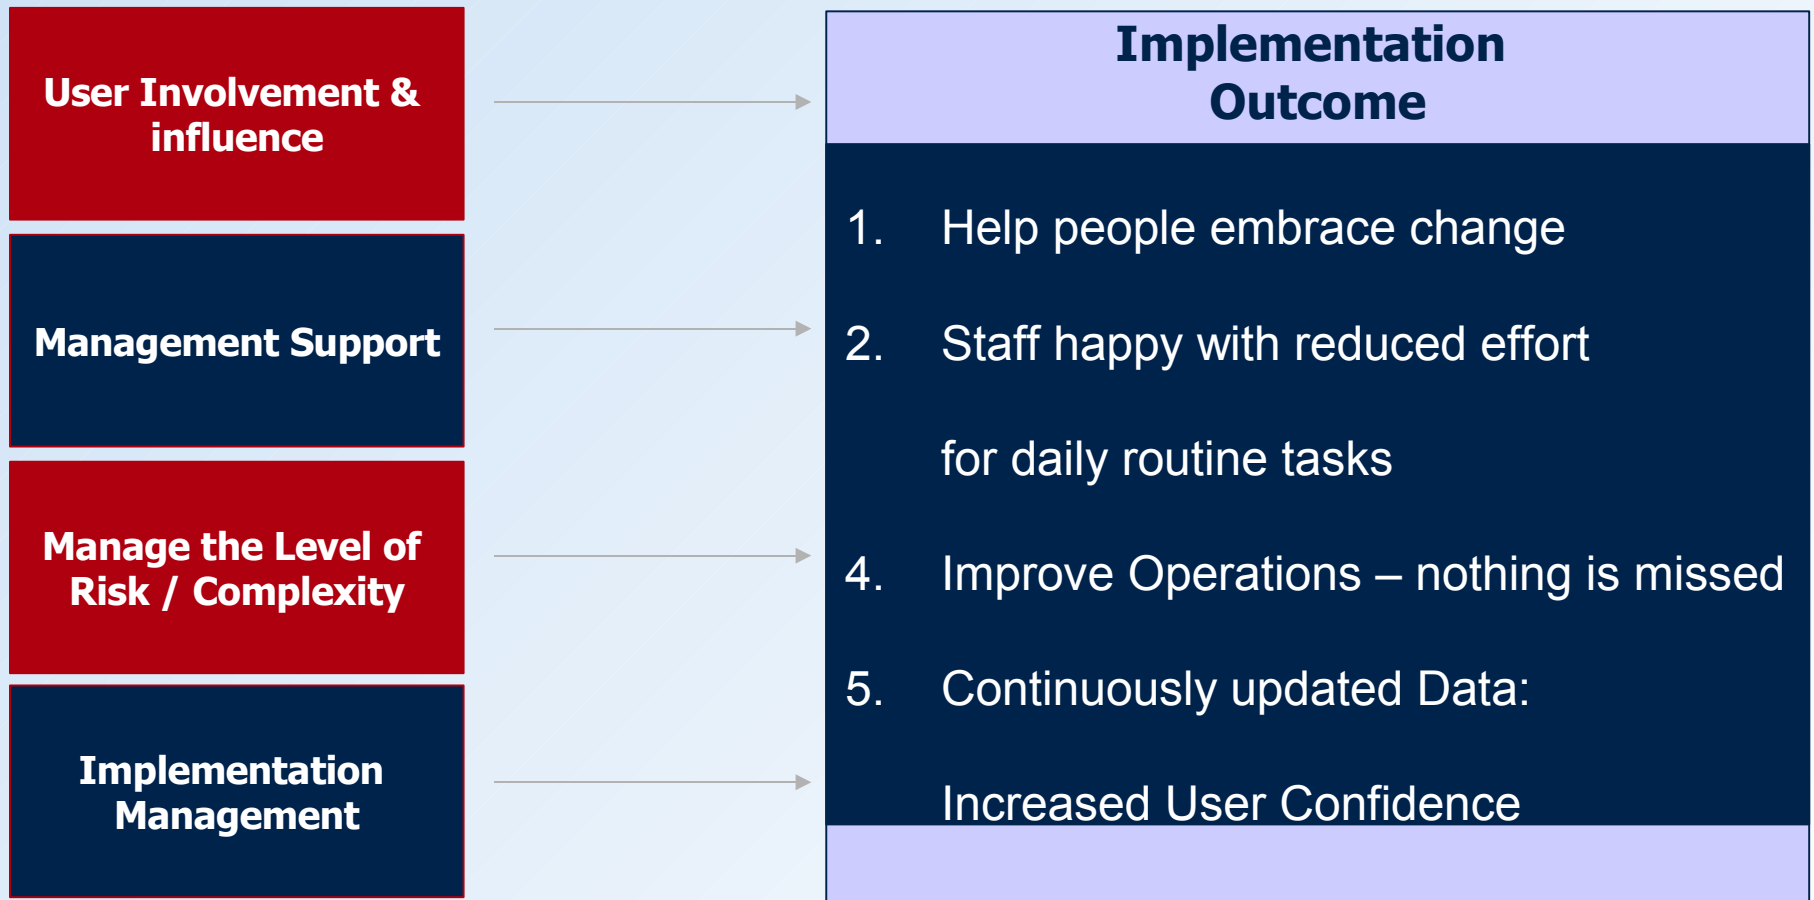 User Involvement &
influence
Management Support
Manage the Level of
Risk / Complexity
Implementation
Management
Implementation
Outcome
1. Help people embrace change
2. Staff happy with reduced effort
for daily routine tasks
4. Improve Operations – nothing is missed
5. Continuously updated Data:
Increased User Confidence